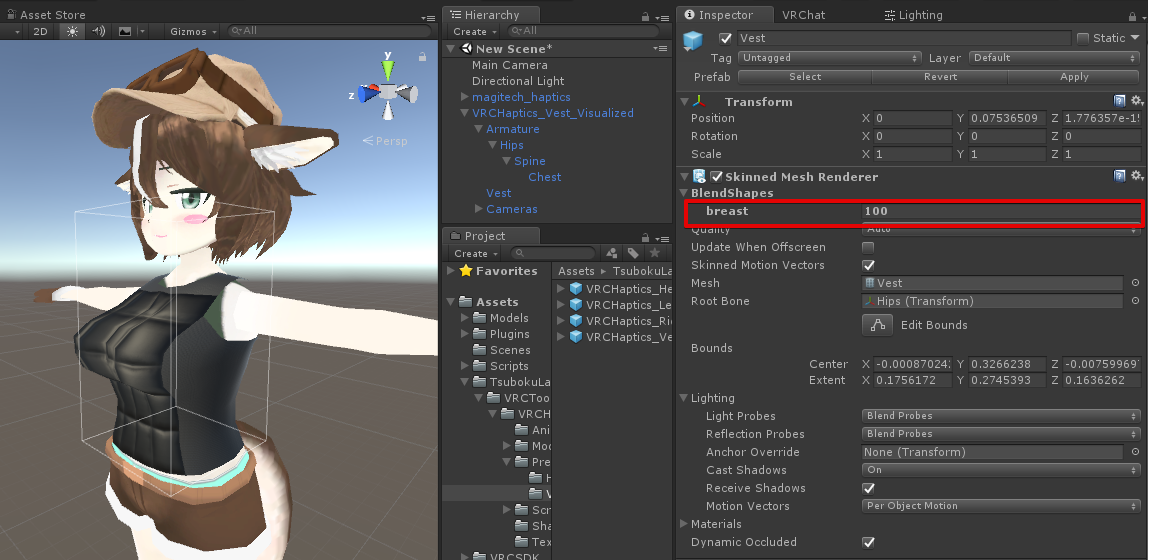 Asset Store
2D
Gizmos
All
y
z
Persp
Hierarchy
Create
All
New Scene*
Main Camera
Directional Light
magitech_haptics
VRCHaptics_Vest_Visualized
Armature
Hips
Spine
Chest
Vest
Cameras
Project
Create
Favorites
Assets
Models
Plugins
Scenes
Scripts
TsubokuLa
VRCToo
VRCH
Ani
Mod
Pre
H
V
Scr
Sha
Tex
VRCSDK
Assets TsubokuLa
VRCHaptics_He
VRCHaptics_Le
VRCHaptics_Rig
VRCHaptics_Ve
Inspector VRChat Lighting
Vest Static
Tag Untagged Layer Default
Prefab Select Revert Apply
Transform
Position X 0 Y 0.07536509 Z 1.776357e-15
Rotation X 0 Y 0 Z 0
Scale X 1 Y 1 Z 1
Skinned Mesh Renderer
BlendShapes
breast 100
Quality Auto
Update When Offscreen
Skinned Motion Vectors
Mesh Vest
Root Bone Hips (Transform)
Edit Bounds
Bounds
Center X -0.000870242 Y 0.3266238 Z -0.00759969
Extent X 0.1756172 Y 0.2745393 Z 0.1636262
Lighting
Light Probes Blend Probes
Reflection Probes Blend Probes
Anchor Override None (Transform)
Cast Shadows On
Receive Shadows
Motion Vectors Per Object Motion
Materials
Dynamic Occluded